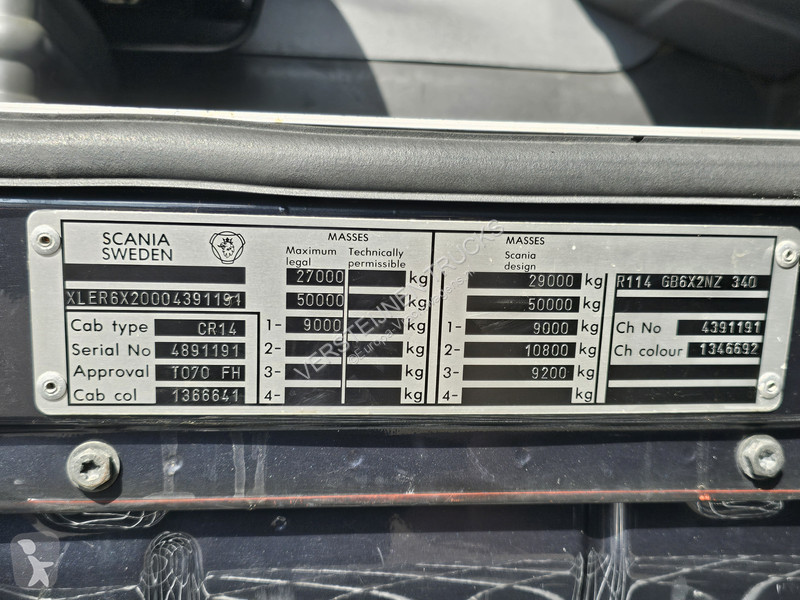 SCANIA
SWEDEN
XLER6X20004391191
Cab type CR14
Serial No 4891191
Approval T070 FH
Cab col 1366641
MASSES
Maximum legal
Technically permissible
27000 kg
50000 kg
1- 9000 kg
2- kg
3- kg
4- kg
MASSES
Scania design
29000 kg
50000 kg
1- 9000 kg
2- 10800 kg
3- 9200 kg
4- kg
R114 GB6X2NZ 340
Ch No 4391191
Ch colour 1346692
VERSTEIJNEN TRUCKS